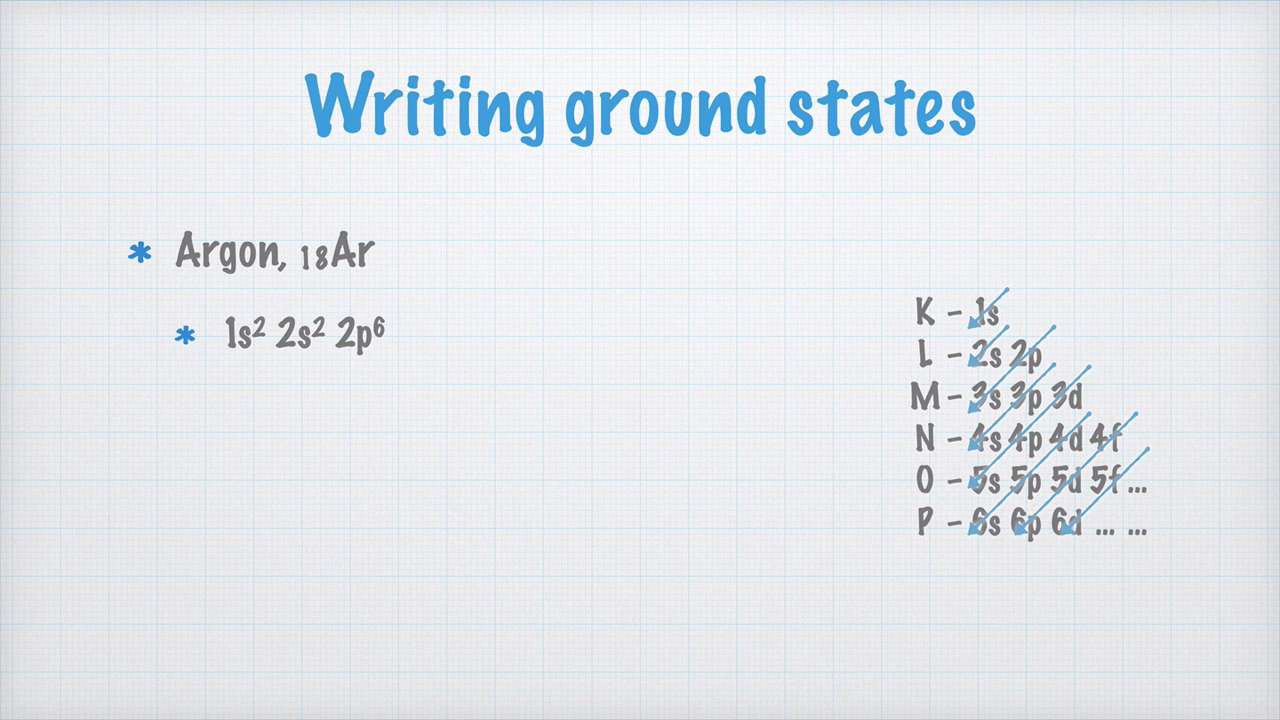 Writing ground states
* Argon, ₁₈Ar
* 1s² 2s² 2p⁶
K – 1s
L – 2s 2p
M – 3s 3p 3d
N – 4s 4p 4d 4f
O – 5s 5p 5d 5f ...
P – 6s 6p 6d ... ...